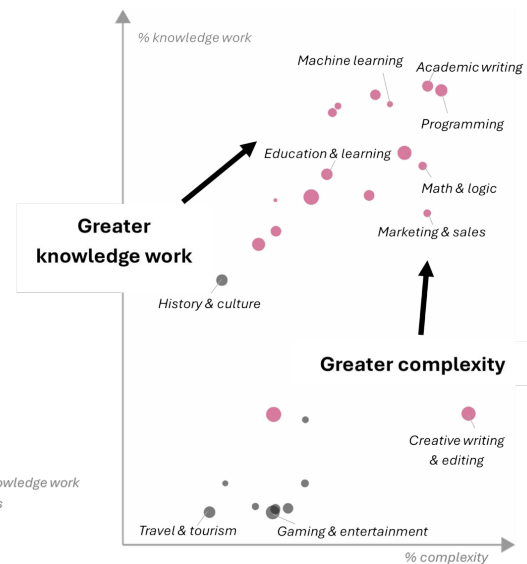 % knowledge work
Machine learning
Academic writing
Programming
Education & learning
Math & logic
Greater
knowledge work
Marketing & sales
History & culture
Greater complexity
Creative writing
& editing
knowledge work
Travel & tourism
Gaming & entertainment
% complexity